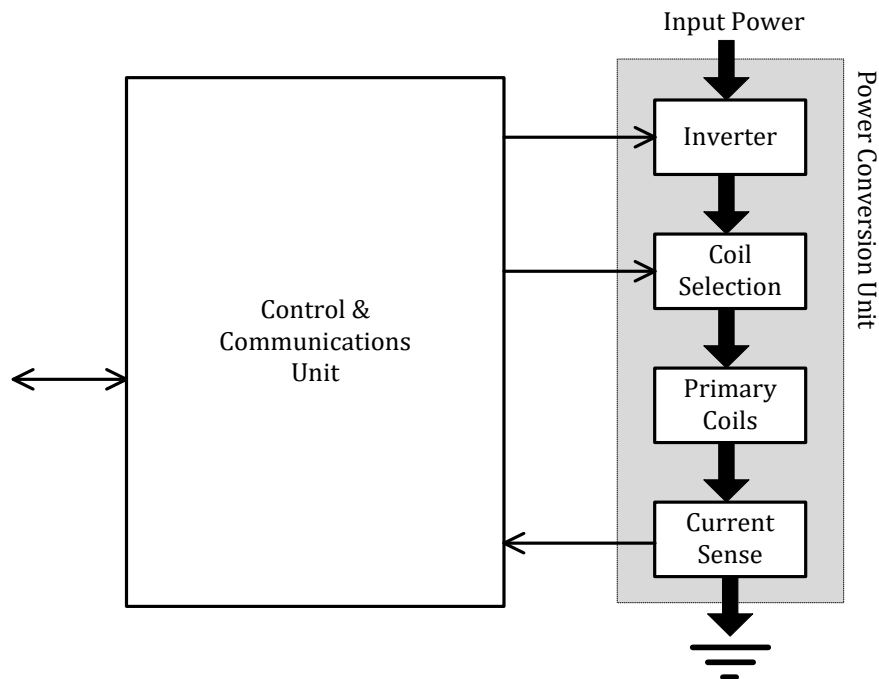 Input Power
Inverter
Coil
Selection
Primary
Coils
Current
Sense
Power Conversion Unit
Control &
Communications
Unit